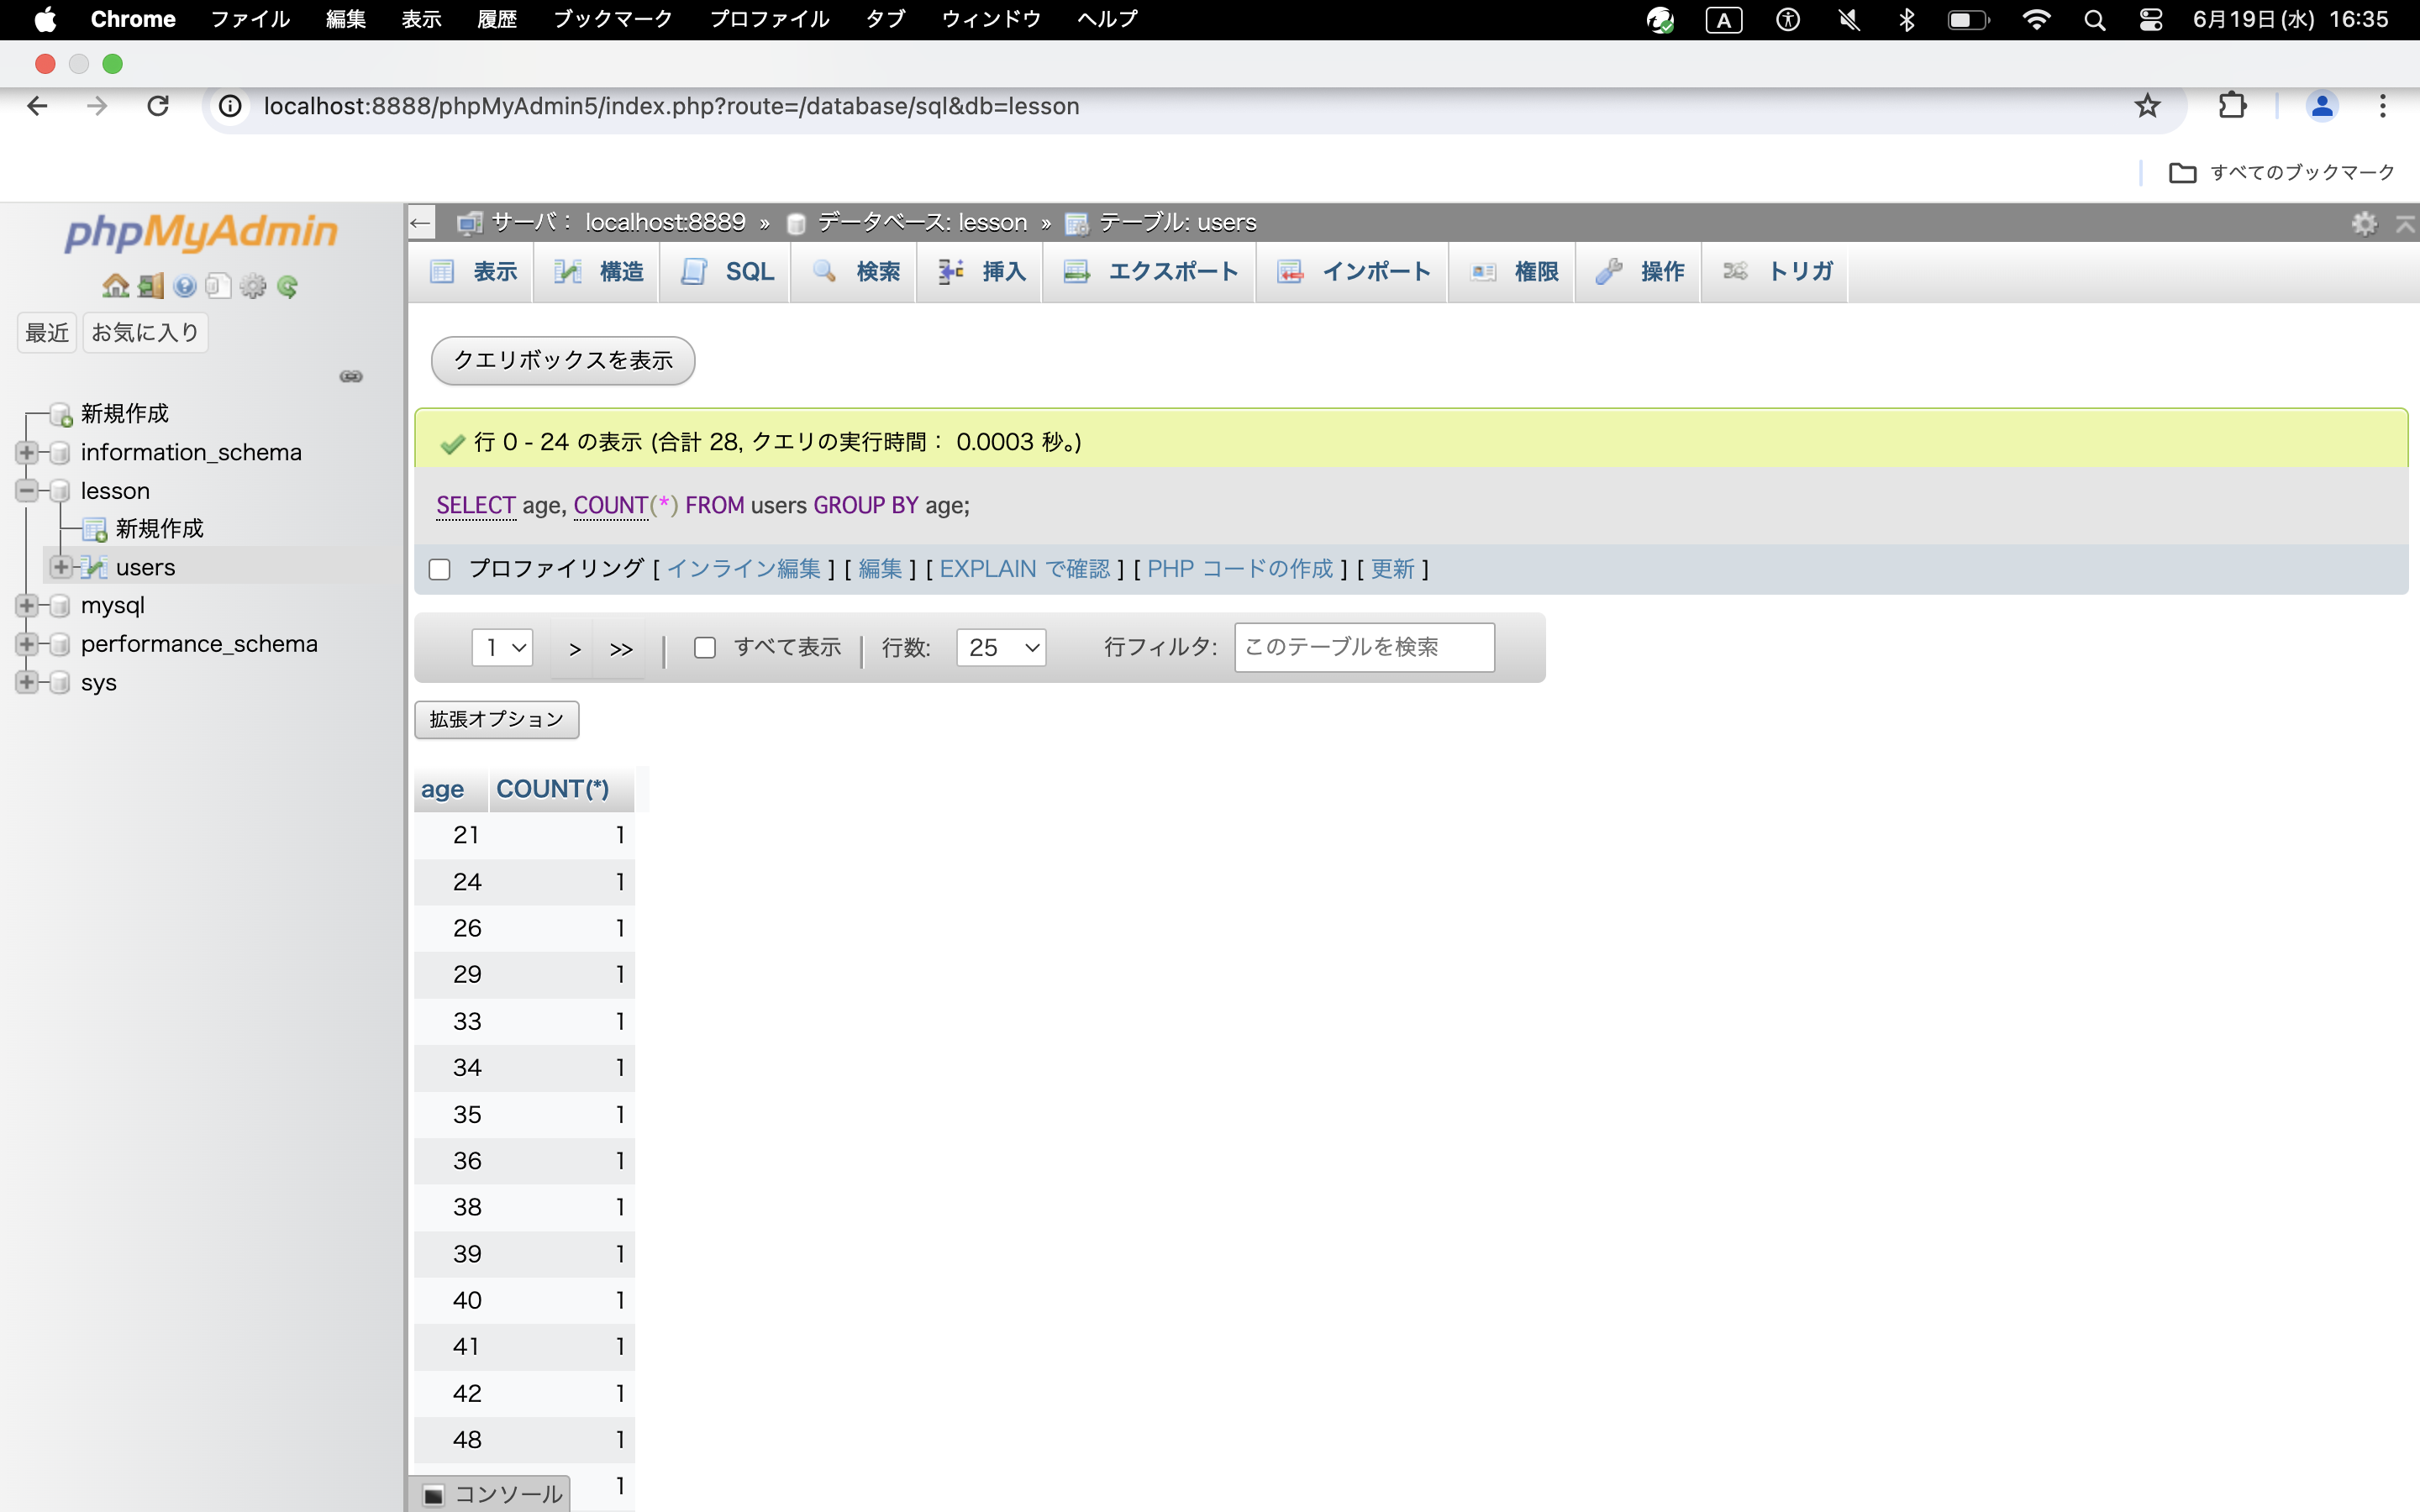 Chrome ファイル 編集 表示 履歴 ブックマーク プロファイル タブ ウィンドウ ヘルプ A 6月19日(水) 16:35
localhost:8888/phpMyAdmin5/index.php?route=/database/sql&db=lesson
すべてのブックマーク
phpMyAdmin
最近 お気に入り
新規作成
information_schema
lesson
新規作成
users
mysql
performance_schema
sys
サーバ： localhost:8889 » データベース: lesson » テーブル: users
表示 構造 SQL 検索 挿入 エクスポート インポート 権限 操作 トリガ
クエリボックスを表示
行 0 - 24 の表示 (合計 28, クエリの実行時間： 0.0003 秒。)
SELECT age, COUNT(*) FROM users GROUP BY age;
プロファイリング [ インライン編集 ] [ 編集 ] [ EXPLAIN で確認 ] [ PHP コードの作成 ] [ 更新 ]
1 > >> | すべて表示 | 行数: 25 行フィルタ: このテーブルを検索
拡張オプション
age COUNT(*)
21 1
24 1
26 1
29 1
33 1
34 1
35 1
36 1
38 1
39 1
40 1
41 1
42 1
48 1
1
コンソール